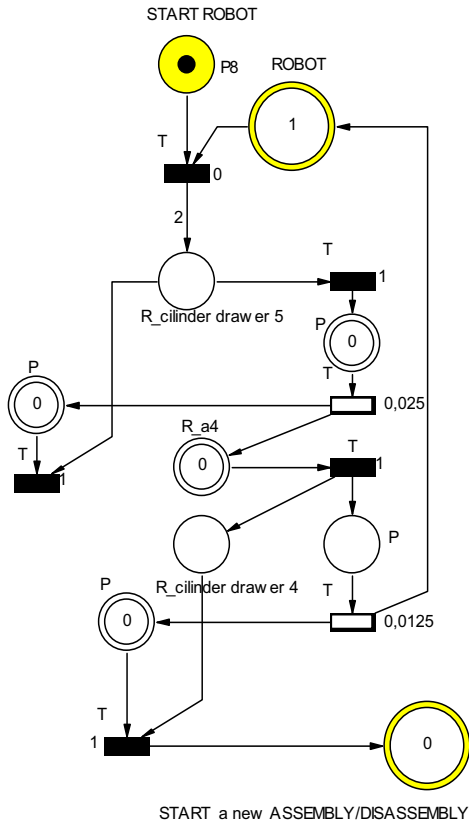 START ROBOT
P8
ROBOT
1
T
0
2
T
1
R_cilinder drawer 5
P
0
T
P
0
0,025
R_a4
T
1
0
T
1
P
R_cilinder drawer 4
T
P
0
0,0125
T
1
0
START a new ASSEMBLY/DISASSEMBLY